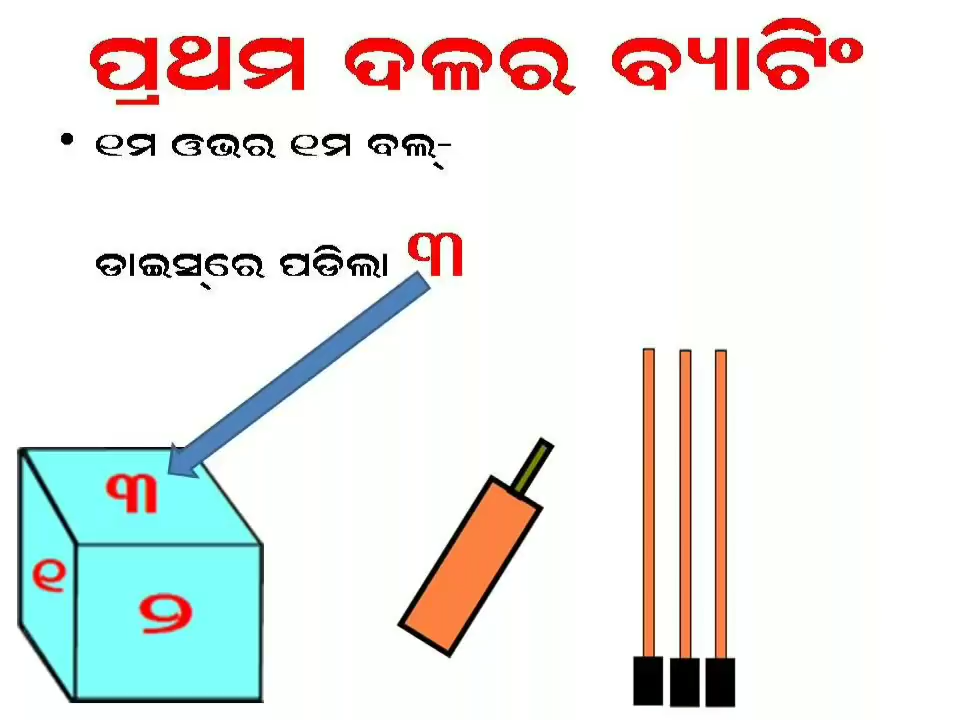 ପ୍ରଥମ ଦଳର ବ୍ୟାଟିଂ
• ୧ମ ଓଭର ୧ମ ବଲ୍-
ଡାଇସ୍‌ରେ ପଡିଲା ୩
୩
୧
୨